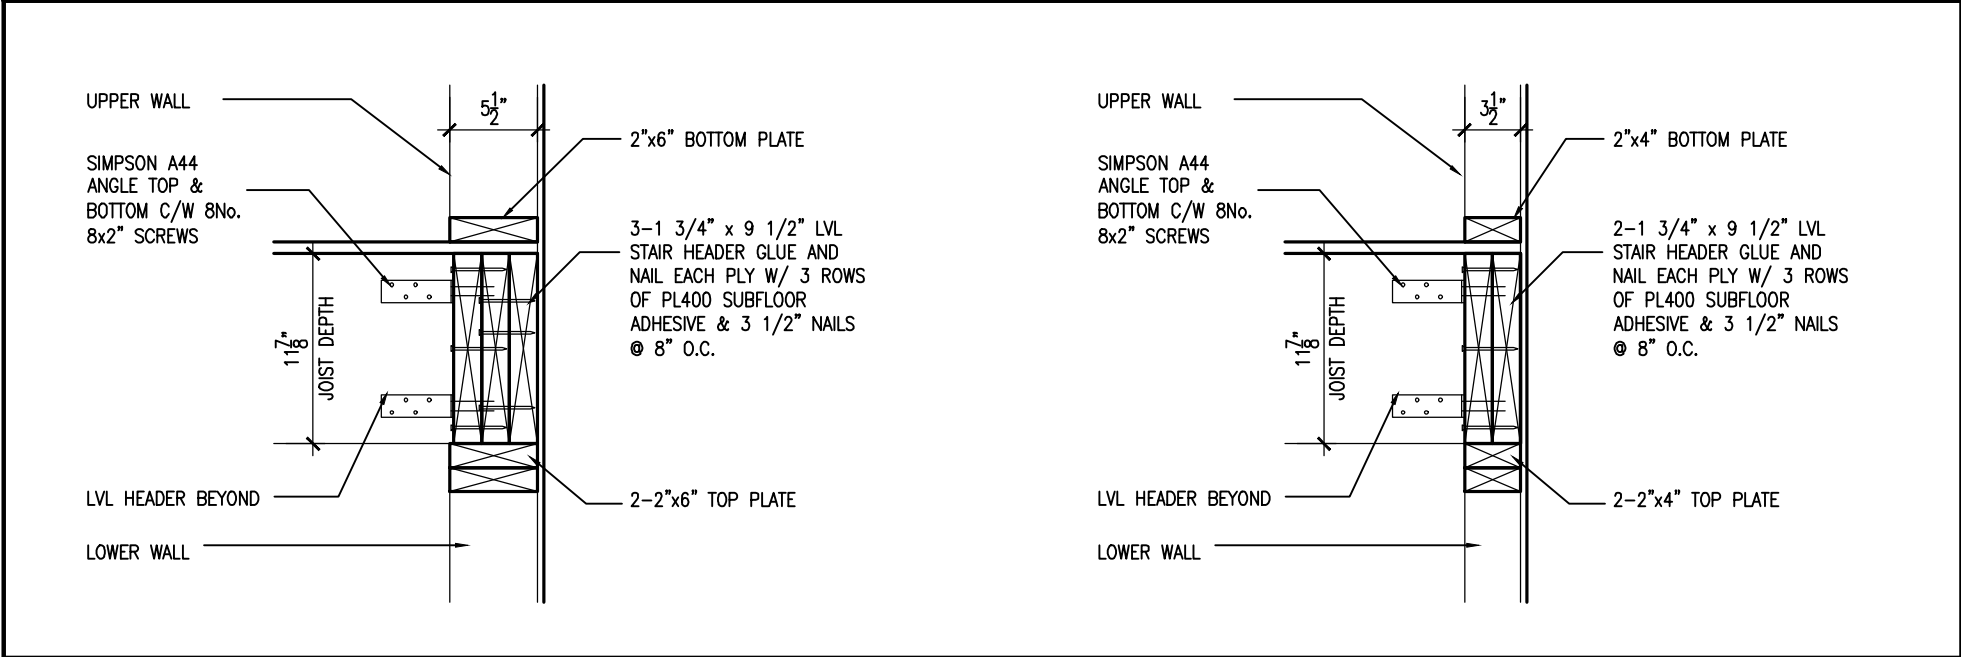 UPPER WALL
5 1/2"
2"x6" BOTTOM PLATE
SIMPSON A44
ANGLE TOP &
BOTTOM C/W 8No.
8x2" SCREWS
3-1 3/4" x 9 1/2" LVL
STAIR HEADER GLUE AND
NAIL EACH PLY W/ 3 ROWS
OF PL400 SUBFLOOR
ADHESIVE & 3 1/2" NAILS
@ 8" O.C.
11 7/8"
JOIST DEPTH
LVL HEADER BEYOND
2-2"x6" TOP PLATE
LOWER WALL
UPPER WALL
3 1/2"
2"x4" BOTTOM PLATE
SIMPSON A44
ANGLE TOP &
BOTTOM C/W 8No.
8x2" SCREWS
2-1 3/4" x 9 1/2" LVL
STAIR HEADER GLUE AND
NAIL EACH PLY W/ 3 ROWS
OF PL400 SUBFLOOR
ADHESIVE & 3 1/2" NAILS
@ 8" O.C.
11 7/8"
JOIST DEPTH
LVL HEADER BEYOND
2-2"x4" TOP PLATE
LOWER WALL